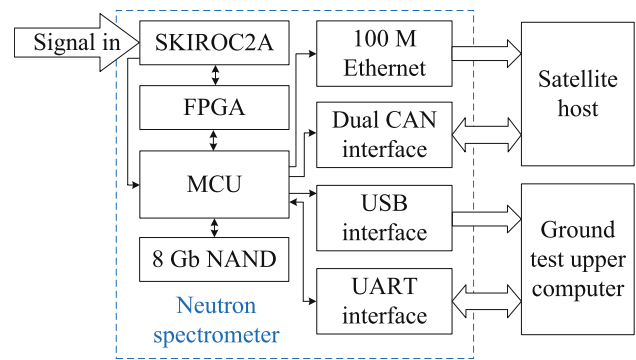 Signal in
SKIROC2A
FPGA
MCU
8 Gb NAND
Neutron
spectrometer
100 M
Ethernet
Dual CAN
interface
USB
interface
UART
interface
Satellite
host
Ground
test upper
computer